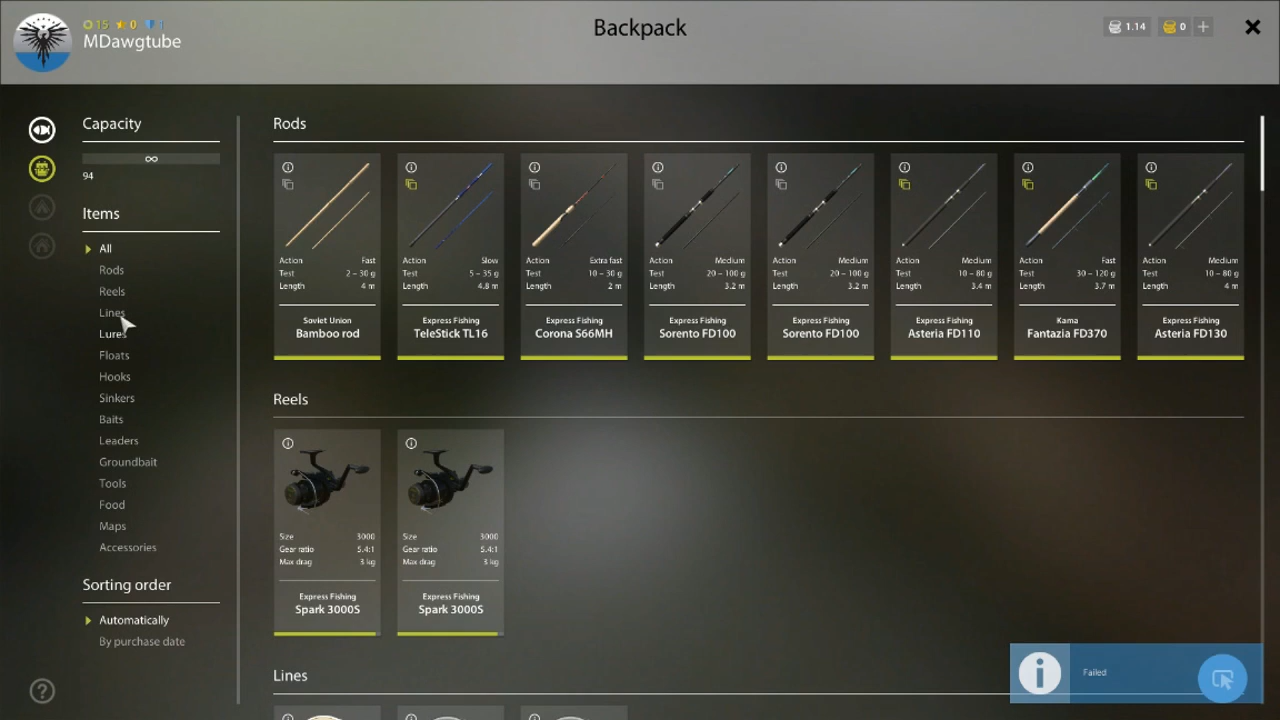 15 0 1
MDawgtube
Backpack
1.14 0 +
Capacity
∞
94
Items
All
Rods
Reels
Lines
Lures
Floats
Hooks
Sinkers
Baits
Leaders
Groundbait
Tools
Food
Maps
Accessories
Sorting order
Automatically
By purchase date
Rods
Action Fast
Test 2 – 30 g
Length 4 m
Soviet Union
Bamboo rod
Action Slow
Test 5 – 35 g
Length 4.8 m
Express Fishing
TeleStick TL16
Action Extra fast
Test 10 – 30 g
Length 2 m
Express Fishing
Corona S66MH
Action Medium
Test 20 – 100 g
Length 3.2 m
Express Fishing
Sorento FD100
Action Medium
Test 20 – 100 g
Length 3.2 m
Express Fishing
Sorento FD100
Action Medium
Test 10 – 80 g
Length 3.4 m
Express Fishing
Asteria FD110
Action Fast
Test 30 – 120 g
Length 3.7 m
Kama
Fantazia FD370
Action Medium
Test 10 – 80 g
Length 4 m
Express Fishing
Asteria FD130
Reels
Size 3000
Gear ratio 5.4:1
Max drag 3 kg
Express Fishing
Spark 3000S
Size 3000
Gear ratio 5.4:1
Max drag 3 kg
Express Fishing
Spark 3000S
Lines
Failed